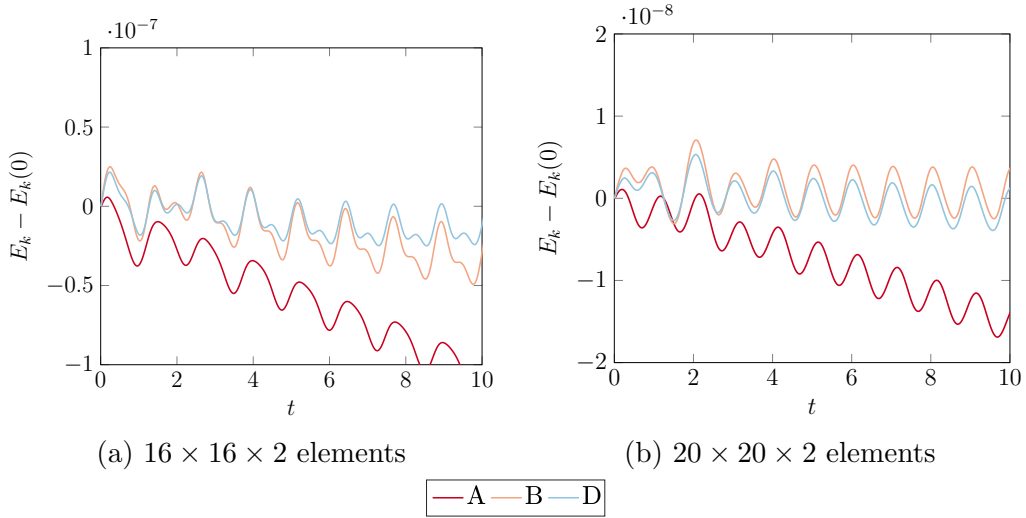 ·10⁻⁷
1
0.5
0
−0.5
−1
0 2 4 6 8 10
t
E_k − E_k(0)
(a) 16 × 16 × 2 elements
·10⁻⁸
2
1
0
−1
−2
0 2 4 6 8 10
t
E_k − E_k(0)
(b) 20 × 20 × 2 elements
A B D